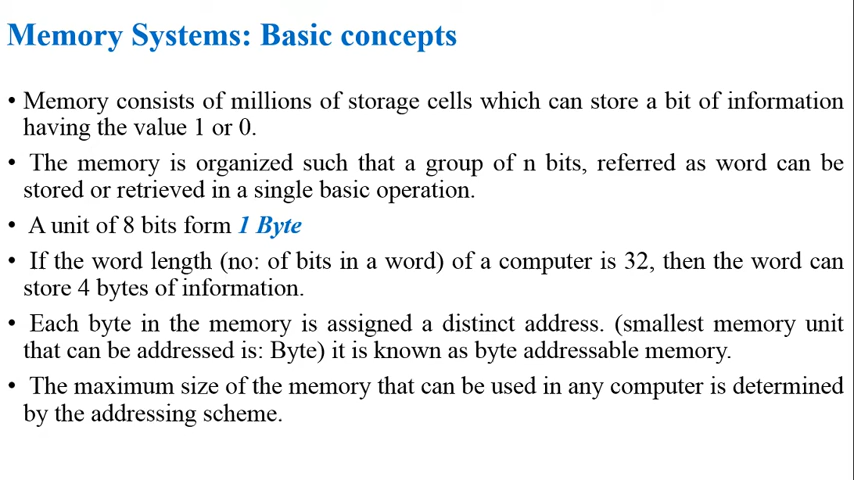 Memory Systems: Basic concepts
• Memory consists of millions of storage cells which can store a bit of information
having the value 1 or 0.
• The memory is organized such that a group of n bits, referred as word can be
stored or retrieved in a single basic operation.
• A unit of 8 bits form 1 Byte
• If the word length (no: of bits in a word) of a computer is 32, then the word can
store 4 bytes of information.
• Each byte in the memory is assigned a distinct address. (smallest memory unit
that can be addressed is: Byte) it is known as byte addressable memory.
• The maximum size of the memory that can be used in any computer is determined
by the addressing scheme.